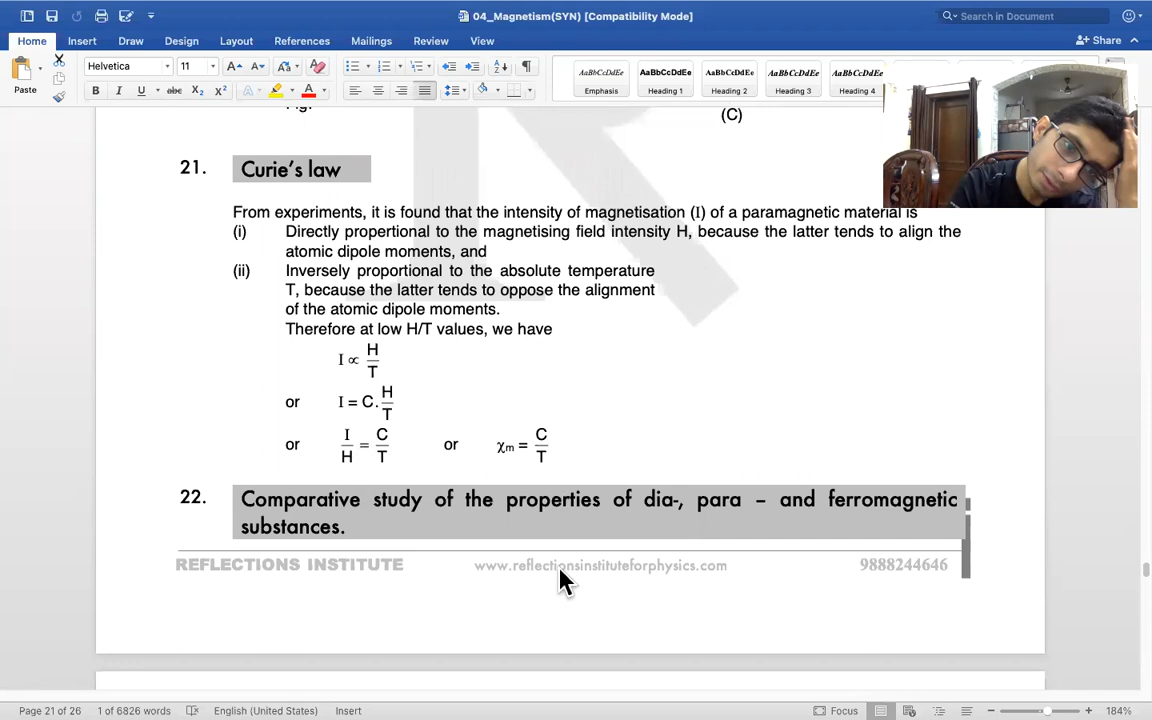 04_Magnetism(SYN) [Compatibility Mode]
Search in Document
Home Insert Draw Design Layout References Mailings Review View
Share
Paste
Helvetica 11
AaBbCcDdEe AaBbCcDdEe AaBbCcDdEe AaBbCcDdEe AaBbCcDdEe
Emphasis Heading 1 Heading 2 Heading 3 Heading 4
B I U abc X₂ X²
(C)
21. Curie's law
From experiments, it is found that the intensity of magnetisation (I) of a paramagnetic material is
(i) Directly proportional to the magnetising field intensity H, because the latter tends to align the
atomic dipole moments, and
(ii) Inversely proportional to the absolute temperature
T, because the latter tends to oppose the alignment
of the atomic dipole moments.
Therefore at low H/T values, we have
I ∝ H/T
or I = C. H/T
or I/H = C/T or χm = C/T
22. Comparative study of the properties of dia-, para – and ferromagnetic
substances.
REFLECTIONS INSTITUTE www.reflectionsinstituteforphysics.com 9888244646
Page 21 of 26 1 of 6826 words English (United States) Insert Focus 184%